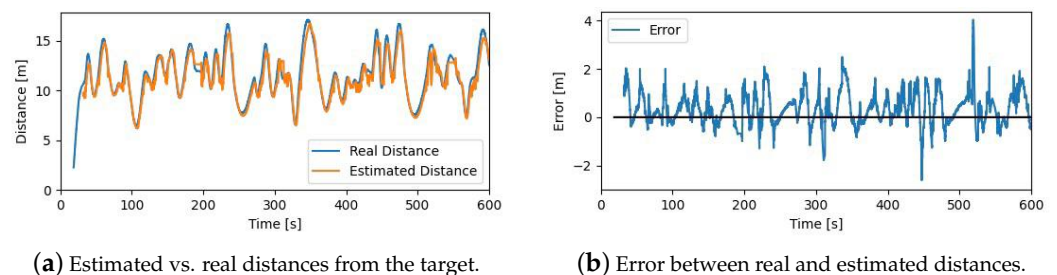 15
10
5
0
Distance [m]
Real Distance
Estimated Distance
0 100 200 300 400 500 600
Time [s]
(a) Estimated vs. real distances from the target.
4
2
0
−2
Error [m]
Error
0 100 200 300 400 500 600
Time [s]
(b) Error between real and estimated distances.